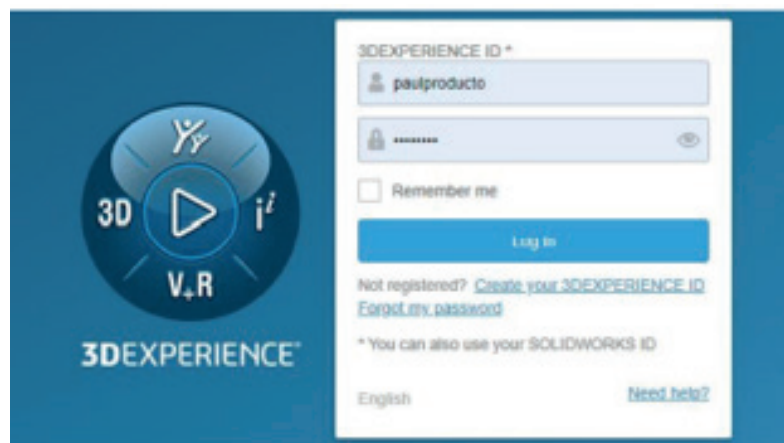 3D
i^i
V+R
3DEXPERIENCE
3DEXPERIENCE ID *
paulproducto
••••••••
Remember me
Log in
Not registered? Create your 3DEXPERIENCE ID
Forgot my password
* You can also use your SOLIDWORKS ID
English
Need help?